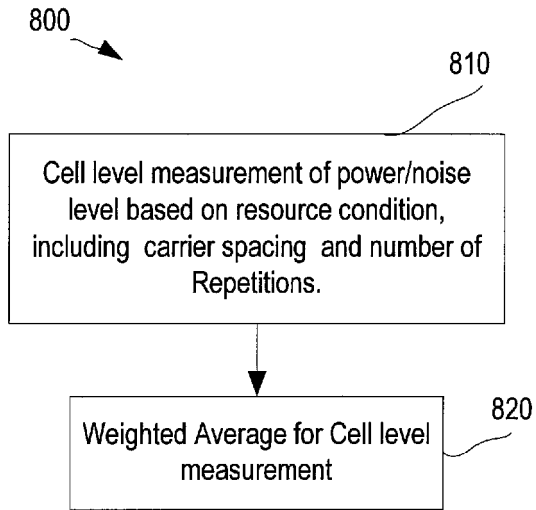 800
810
Cell level measurement of power/noise
level based on resource condition,
including carrier spacing and number of
Repetitions.
820
Weighted Average for Cell level
measurement